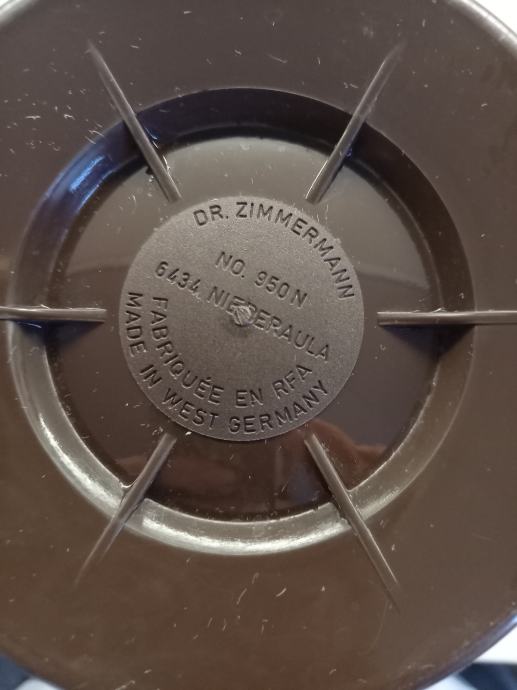 DR. ZIMMERMANN
NO. 950N
6434 NIEDERAULA
FABRIQUÉE EN RFA
MADE IN WEST GERMANY